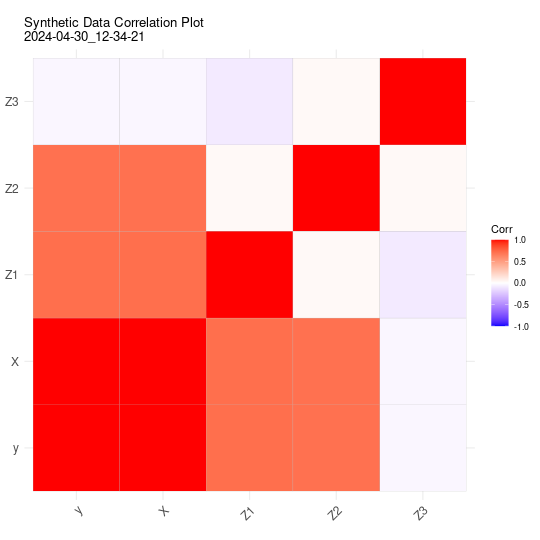 Synthetic Data Correlation Plot
2024-04-30_12-34-21
Z3
Z2
Z1
X
y
y
X
Z1
Z2
Z3
Corr
1.0
0.5
0.0
-0.5
-1.0